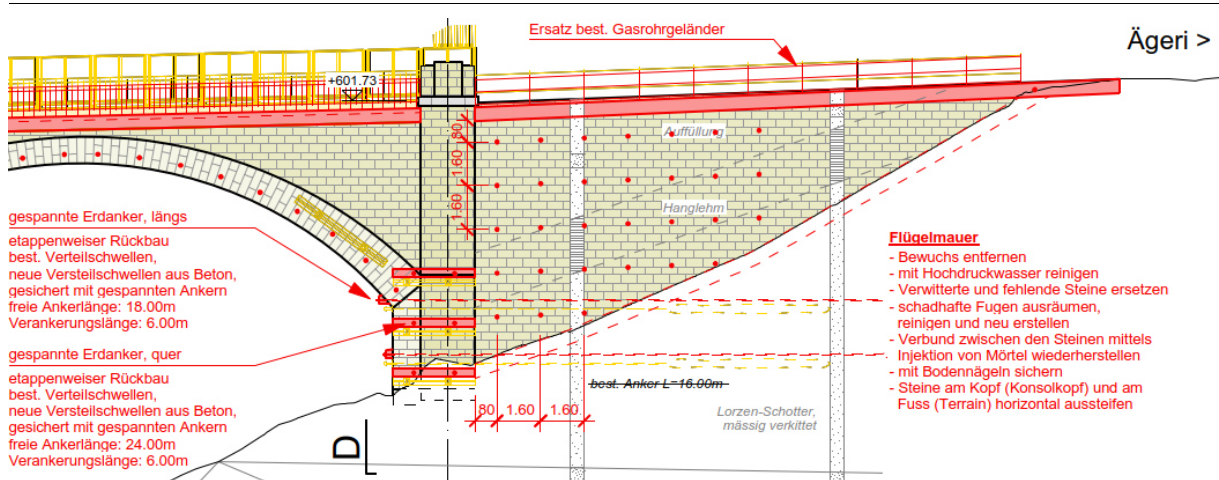 Ersatz best. Gasrohrgeländer
Ägeri >
+601.73
80
1.60
1.60
Auffüllung
Hanglehm
gespannte Erdanker, längs
etappenweiser Rückbau
best. Verteilschwellen,
neue Versteilschwellen aus Beton,
gesichert mit gespannten Ankern
freie Ankerlänge: 18.00m
Verankerungslänge: 6.00m
gespannte Erdanker, quer
etappenweiser Rückbau
best. Verteilschwellen,
neue Versteilschwellen aus Beton,
gesichert mit gespannten Ankern
freie Ankerlänge: 24.00m
Verankerungslänge: 6.00m
Flügelmauer
- Bewuchs entfernen
- mit Hochdruckwasser reinigen
- Verwitterte und fehlende Steine ersetzen
- schadhafte Fugen ausräumen,
reinigen und neu erstellen
- Verbund zwischen den Steinen mittels
Injektion von Mörtel wiederherstellen
- mit Bodennägeln sichern
- Steine am Kopf (Konsolkopf) und am
Fuss (Terrain) horizontal aussteifen
best. Anker L=16.00m
80 1.60 1.60
Lorzen-Schotter,
mässig verkittet
D